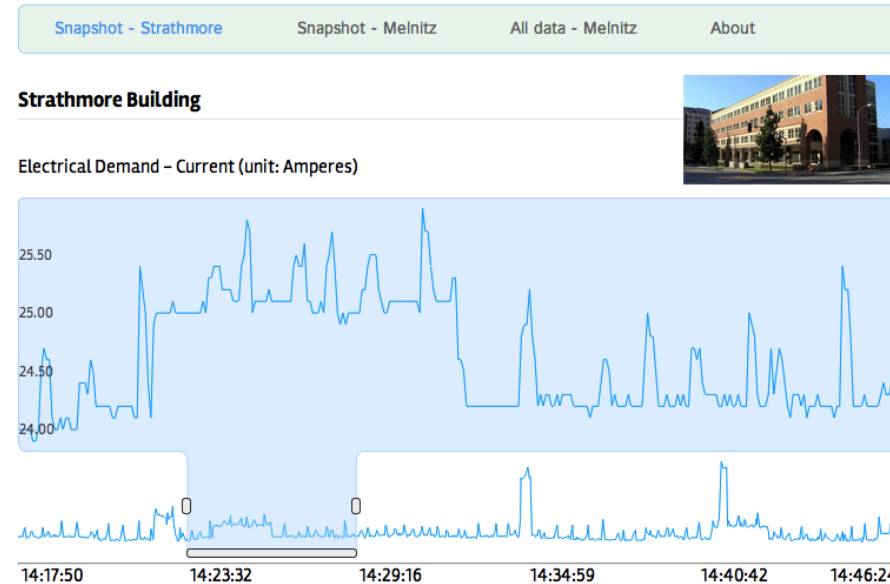 Snapshot - Strathmore Snapshot - Melnitz All data - Melnitz About
Strathmore Building
Electrical Demand – Current (unit: Amperes)
25.50
25.00
24.50
24.00
14:17:50 14:23:32 14:29:16 14:34:59 14:40:42 14:46:24